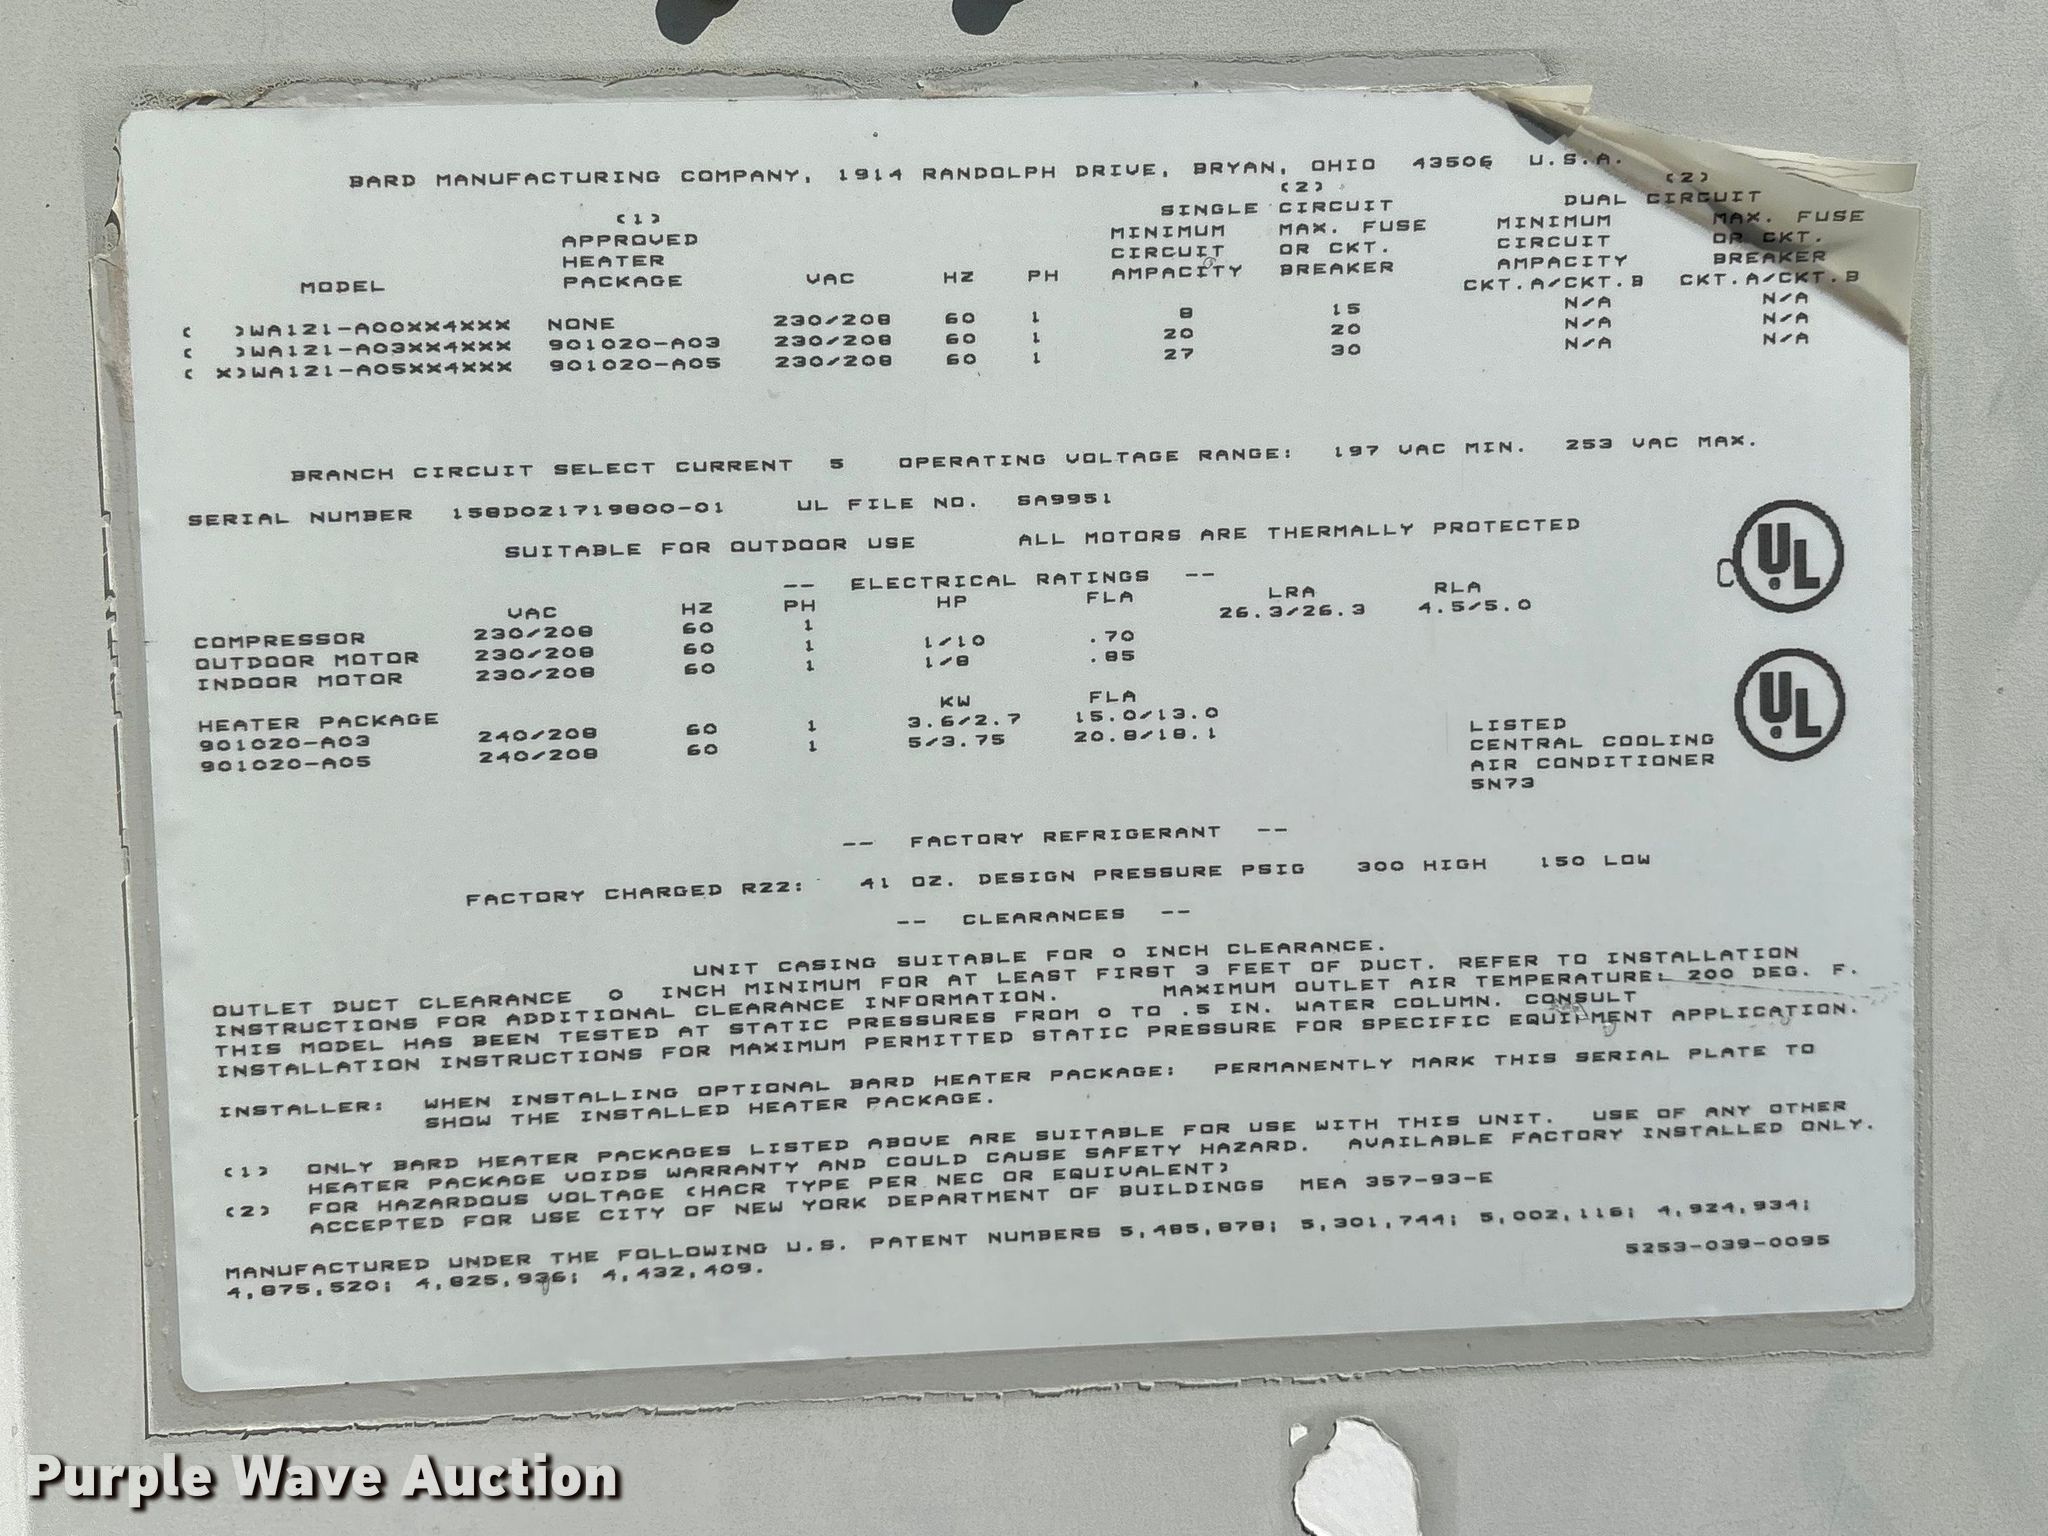 BARD MANUFACTURING COMPANY, 1914 RANDOLPH DRIVE, BRYAN, OHIO 43506 U.S.A.
(1) (2) (2)
APPROVED SINGLE CIRCUIT DUAL CIRCUIT
HEATER MINIMUM MAX. FUSE MINIMUM MAX. FUSE
PACKAGE CIRCUIT OR CKT. CIRCUIT OR CKT.
MODEL VAC HZ PH AMPACITY BREAKER AMPACITY BREAKER
CKT.A/CKT.B CKT.A/CKT.B
( )WA121-A00XX4XXX NONE 230/208 60 1 8 15 N/A N/A
( )WA121-A03XX4XXX 901020-A03 230/208 60 1 20 20 N/A N/A
( X)WA121-A05XX4XXX 901020-A05 230/208 60 1 27 30 N/A N/A
BRANCH CIRCUIT SELECT CURRENT 5 OPERATING VOLTAGE RANGE: 197 VAC MIN. 253 VAC MAX.
SERIAL NUMBER 158D021719800-01 UL FILE NO. SA9951
SUITABLE FOR OUTDOOR USE ALL MOTORS ARE THERMALLY PROTECTED
C UL
-- ELECTRICAL RATINGS --
VAC HZ PH HP FLA LRA RLA
COMPRESSOR 230/208 60 1 26.3/26.3 4.5/5.0
OUTDOOR MOTOR 230/208 60 1 1/10 .70
INDOOR MOTOR 230/208 60 1 1/8 .85
UL
HEATER PACKAGE KW FLA
901020-A03 240/208 60 1 3.6/2.7 15.0/13.0
901020-A05 240/208 60 1 5/3.75 20.8/18.1
LISTED
CENTRAL COOLING
AIR CONDITIONER
5N73
-- FACTORY REFRIGERANT --
FACTORY CHARGED R22: 41 OZ. DESIGN PRESSURE PSIG 300 HIGH 150 LOW
-- CLEARANCES --
UNIT CASING SUITABLE FOR 0 INCH CLEARANCE.
OUTLET DUCT CLEARANCE 0 INCH MINIMUM FOR AT LEAST FIRST 3 FEET OF DUCT. REFER TO INSTALLATION
INSTRUCTIONS FOR ADDITIONAL CLEARANCE INFORMATION. MAXIMUM OUTLET AIR TEMPERATURE: 200 DEG. F.
THIS MODEL HAS BEEN TESTED AT STATIC PRESSURES FROM 0 TO .5 IN. WATER COLUMN. CONSULT
INSTALLATION INSTRUCTIONS FOR MAXIMUM PERMITTED STATIC PRESSURE FOR SPECIFIC EQUIPMENT APPLICATION.
INSTALLER: WHEN INSTALLING OPTIONAL BARD HEATER PACKAGE: PERMANENTLY MARK THIS SERIAL PLATE TO
SHOW THE INSTALLED HEATER PACKAGE.
(1) ONLY BARD HEATER PACKAGES LISTED ABOVE ARE SUITABLE FOR USE WITH THIS UNIT. USE OF ANY OTHER
HEATER PACKAGE VOIDS WARRANTY AND COULD CAUSE SAFETY HAZARD. AVAILABLE FACTORY INSTALLED ONLY.
(2) FOR HAZARDOUS VOLTAGE (HACR TYPE PER NEC OR EQUIVALENT)
ACCEPTED FOR USE CITY OF NEW YORK DEPARTMENT OF BUILDINGS MEA 357-93-E
MANUFACTURED UNDER THE FOLLOWING U.S. PATENT NUMBERS 5,485,878; 5,301,744; 5,002,116; 4,924,934;
4,875,520; 4,825,936; 4,432,409.
5253-039-0095
Purple Wave Auction